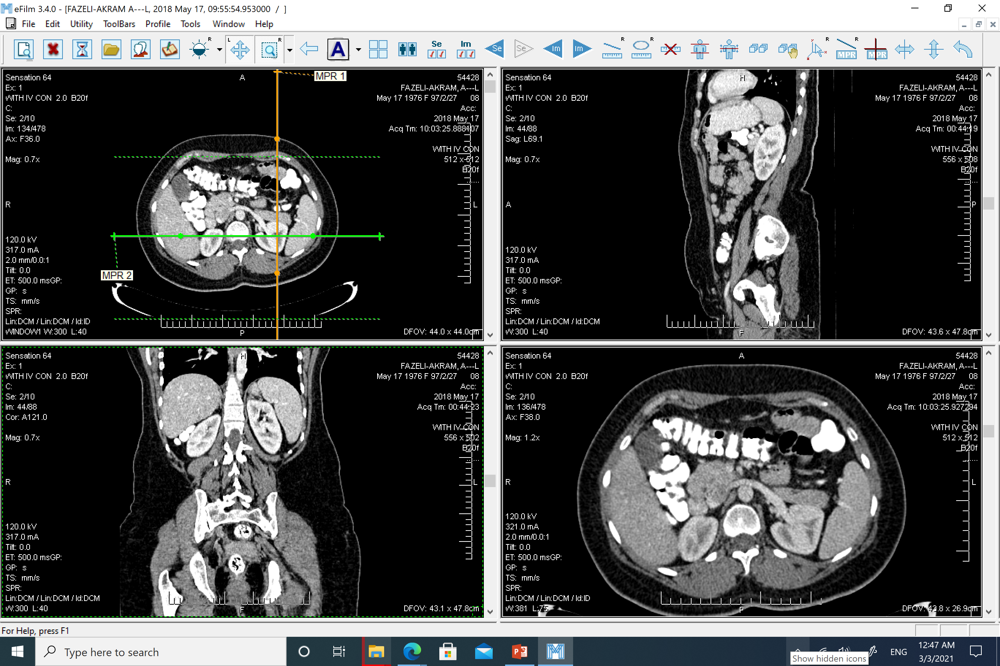 eFilm 3.4.0 - [FAZELI-AKRAM A---L, 2018 May 17, 09:55:54.953000 / ]
File Edit Utility ToolBars Profile Tools Window Help
R L R A Se Im Se Se Im Im R R R R MPR MPR
Sensation 64
Ex: 1
WITH IV CON 2.0 B20f
C:
Se: 2/10
Im: 134/478
Ax: F36.0
Mag: 0.7x
A
MPR 1
54428
FAZELI-AKRAM, A---L
May 17 1976 F 97/2/27 08
Acc:
2018 May 17
Acq Tm: 10:03:25.888407
WITH IV CON
512 x 512
B20f
R
L
120.0 kV
317.0 mA
2.0 mm/0.0:1
Tilt: 0.0
MPR 2
ET: 500.0 msGP:
GP: s
TS: mm/s
SPR:
Lin:DCM / Lin:DCM / Id:ID
WINDOW1 W:300 L:40
P
DFOV: 44.0 x 44.0cm
Sensation 64
Ex: 1
WITH IV CON 2.0 B20f
C:
Se: 2/10
Im: 44/88
Sag: L69.1
Mag: 0.7x
H
54428
FAZELI-AKRAM, A---L
May 17 1976 F 97/2/27 08
Acc:
2018 May 17
Acq Tm: 00:44:19
WITH IV CON
556 x 508
B20f
A
P
120.0 kV
317.0 mA
2.0 mm/0.0:1
Tilt: 0.0
ET: 500.0 msGP:
GP: s
TS: mm/s
SPR:
Lin:DCM / Lin:DCM / Id:DCM
W:300 L:40
F
DFOV: 43.6 x 47.8cm
Sensation 64
Ex: 1
WITH IV CON 2.0 B20f
C:
Se: 2/10
Im: 44/88
Cor: A121.0
Mag: 0.7x
H
54428
FAZELI-AKRAM, A---L
May 17 1976 F 97/2/27 08
Acc:
2018 May 17
Acq Tm: 00:44:23
WITH IV CON
556 x 502
B20f
R
L
120.0 kV
317.0 mA
Tilt: 0.0
ET: 500.0 msGP:
GP: s
TS: mm/s
SPR:
Lin:DCM / Lin:DCM / Id:DCM
W:300 L:40
F
DFOV: 43.1 x 47.8cm
Sensation 64
Ex: 1
WITH IV CON 2.0 B20f
C:
Se: 2/10
Im: 136/478
Ax: F38.0
Mag: 1.2x
A
54428
FAZELI-AKRAM, A---L
May 17 1976 F 97/2/27 08
Acc:
2018 May 17
Acq Tm: 10:03:25.927294
WITH IV CON
512 x 512
B20f
R
L
120.0 kV
321.0 mA
2.0 mm/0.0:1
Tilt: 0.0
ET: 500.0 msGP:
GP: s
TS: mm/s
SPR:
Lin:DCM / Lin:DCM / Id:ID
W:381 L:75
P
DFOV: 43.8 x 26.9cm
For Help, press F1
Type here to search
ENG
12:47 AM
3/3/2021
Show hidden icons